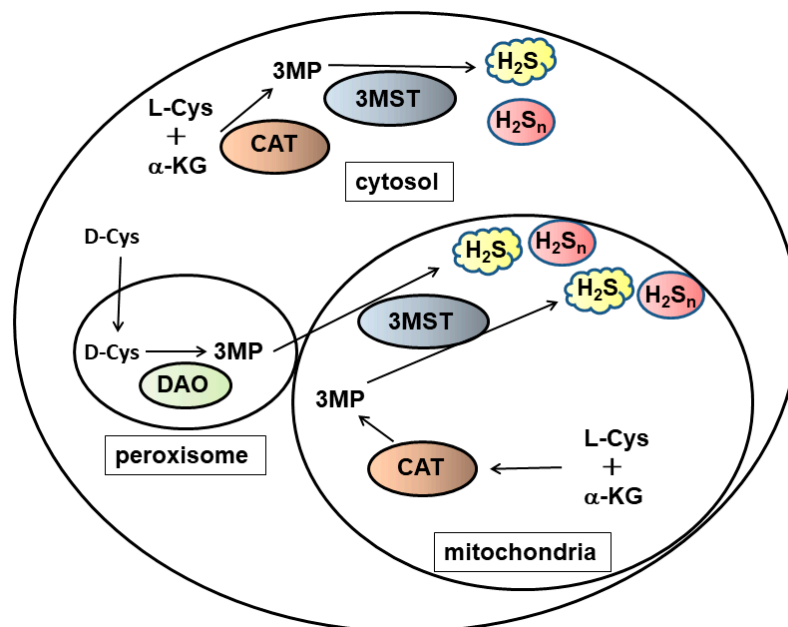 3MP
H₂S
3MST
H₂Sₙ
L-Cys
+
α-KG
CAT
cytosol
D-Cys
H₂S
H₂Sₙ
H₂S
H₂Sₙ
3MST
D-Cys
3MP
DAO
3MP
peroxisome
CAT
L-Cys
+
α-KG
mitochondria